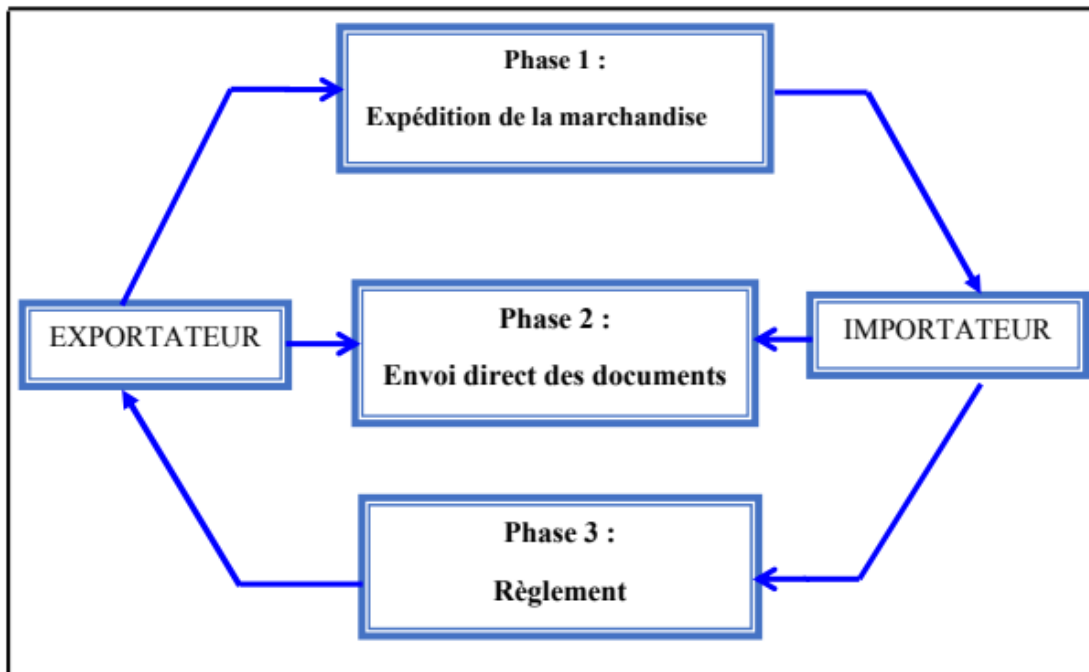 Phase 1 :
Expédition de la marchandise
EXPORTATEUR
Phase 2 :
Envoi direct des documents
IMPORTATEUR
Phase 3 :
Règlement